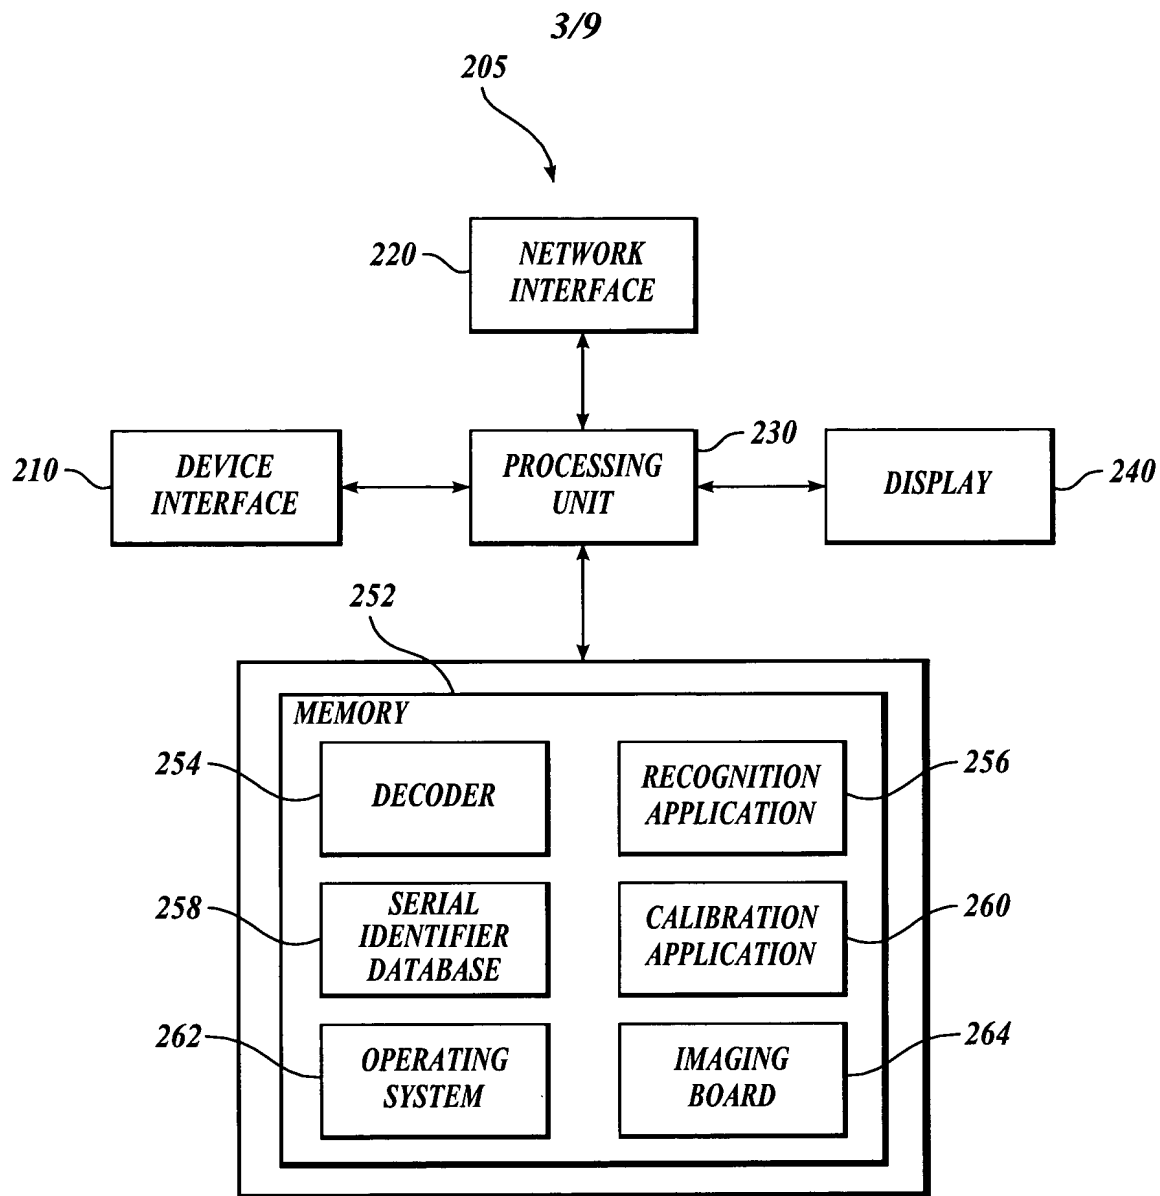 3/9
205
220
NETWORK
INTERFACE
210
DEVICE
INTERFACE
PROCESSING
UNIT
230
DISPLAY
240
252
MEMORY
254
DECODER
RECOGNITION
APPLICATION
256
258
SERIAL
IDENTIFIER
DATABASE
CALIBRATION
APPLICATION
260
262
OPERATING
SYSTEM
IMAGING
BOARD
264